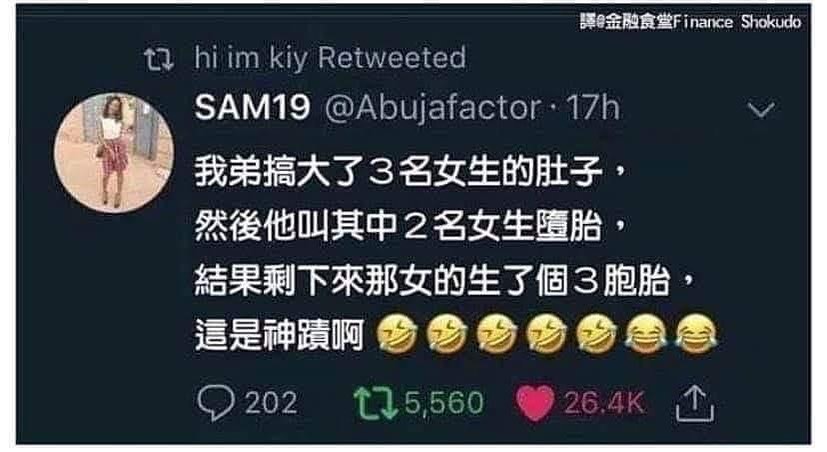 譯@金融食堂Finance Shokudo
hi im kiy Retweeted
SAM19 @Abujafactor · 17h
我弟搞大了3名女生的肚子，
然後他叫其中2名女生墮胎，
結果剩下來那女的生了個3胞胎，
這是神蹟啊 🤣🤣🤣🤣🤣😂😂
202 5,560 26.4K